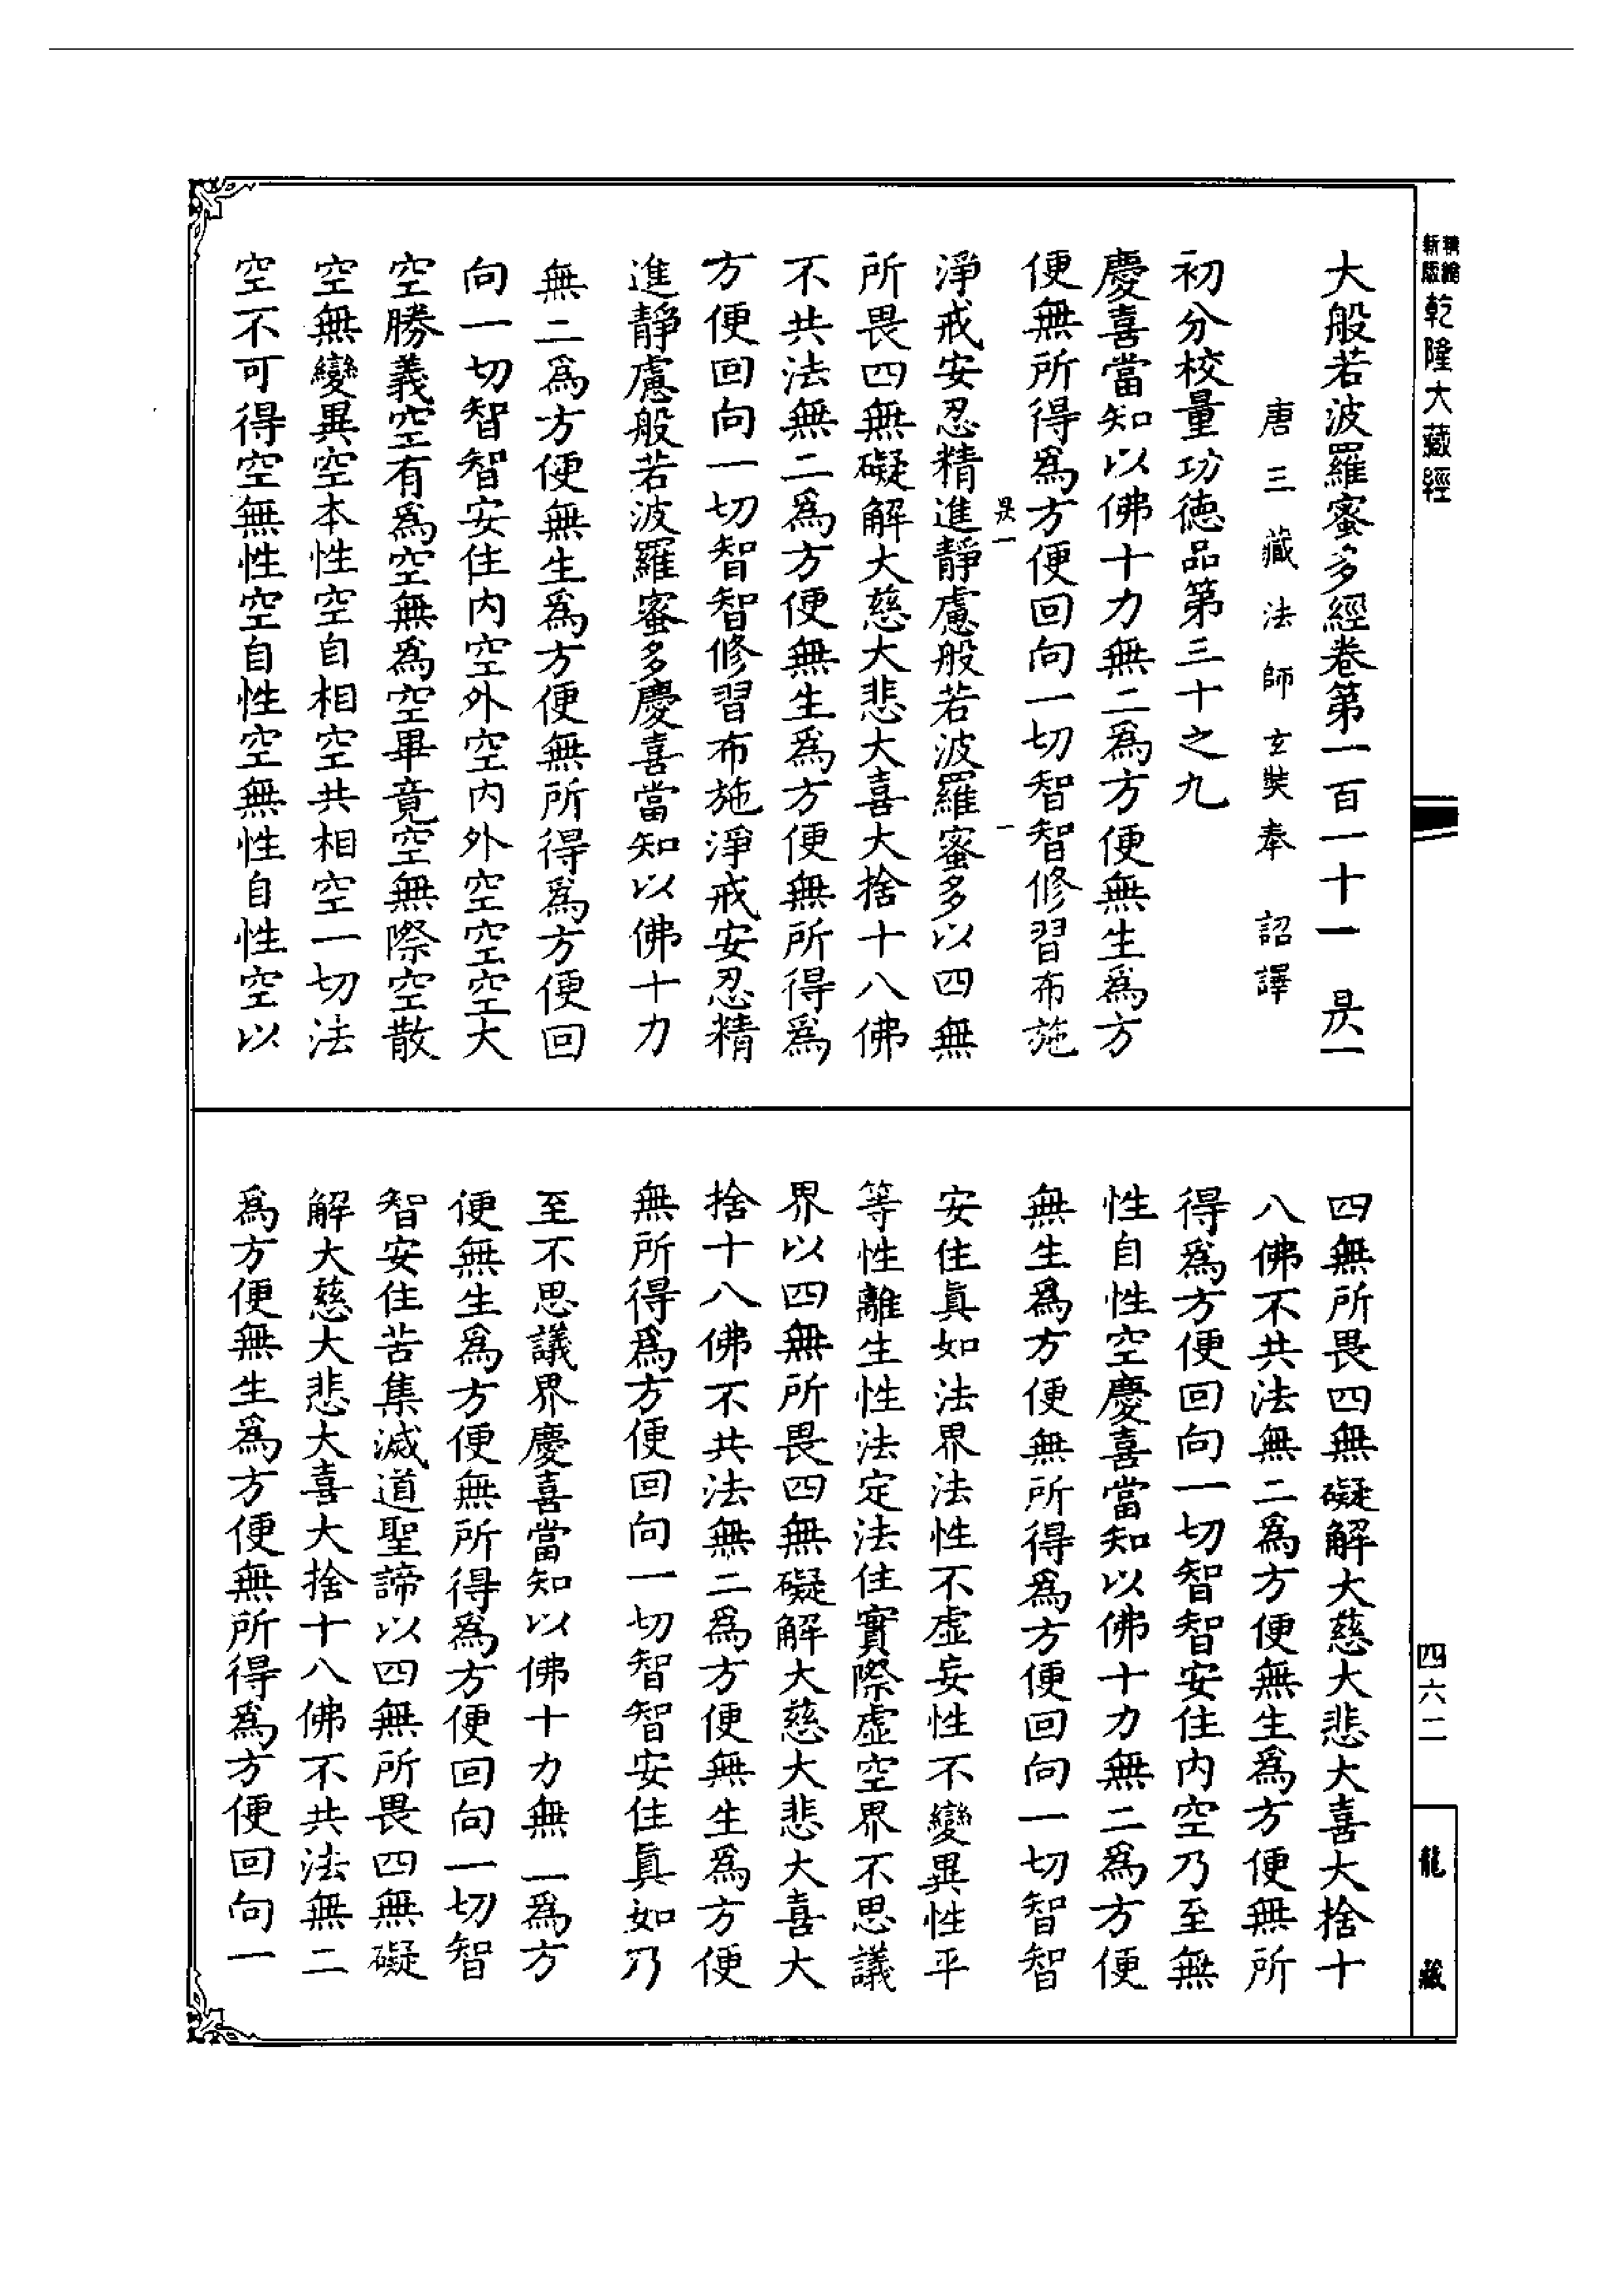 新版
乾隆大藏經
大般若波羅蜜多經卷第一百一十一 昃一
唐三藏法師玄奘奉 詔譯
初分校量功德品第三十之九
慶喜當知以佛十力無二爲方便無生爲方
便無所得爲方便回向一切智智修習布施
昃一 一
淨戒安忍精進靜慮般若波羅蜜多以四無
所畏四無礙解大慈大悲大喜大捨十八佛
不共法無二爲方便無生爲方便無所得爲
方便回向一切智智修習布施淨戒安忍精
進靜慮般若波羅蜜多慶喜當知以佛十力
無二爲方便無生爲方便無所得爲方便回
向一切智智安住內空外空內外空空空大
空勝義空有爲空無爲空畢竟空無際空散
空無變異空本性空自相空共相空一切法
空不可得空無性空自性空無性自性空以
四無所畏四無礙解大慈大悲大喜大捨十
八佛不共法無二爲方便無生爲方便無所
得爲方便回向一切智智安住內空乃至無
性自性空慶喜當知以佛十力無二爲方便
無生爲方便無所得爲方便回向一切智智
安住眞如法界法性不虛妄性不變異性平
等性離生性法定法住實際虛空界不思議
界以四無所畏四無礙解大慈大悲大喜大
捨十八佛不共法無二爲方便無生爲方便
無所得爲方便回向一切智智安住眞如乃
至不思議界慶喜當知以佛十力無一爲方
便無生爲方便無所得爲方便回向一切智
智安住苦集滅道聖諦以四無所畏四無礙
解大慈大悲大喜大捨十八佛不共法無二
爲方便無生爲方便無所得爲方便回向一
四六二
龍藏